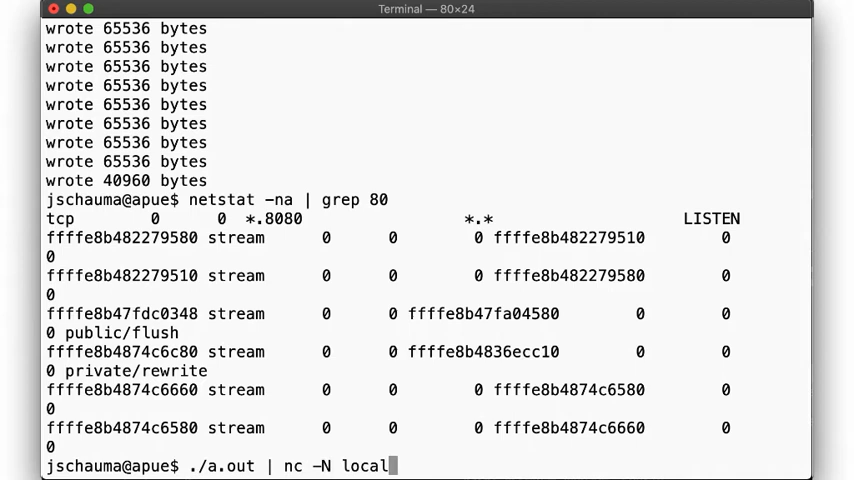 Terminal — 80×24
wrote 65536 bytes
wrote 65536 bytes
wrote 65536 bytes
wrote 65536 bytes
wrote 65536 bytes
wrote 65536 bytes
wrote 65536 bytes
wrote 65536 bytes
wrote 40960 bytes
jschauma@apue$ netstat -na | grep 80
tcp 0 0 *.8080 *.* LISTEN
ffffe8b482279580 stream 0 0 0 ffffe8b482279510 0
0
ffffe8b482279510 stream 0 0 0 ffffe8b482279580 0
0
ffffe8b47fdc0348 stream 0 0 ffffe8b47fa04580 0 0
0 public/flush
ffffe8b4874c6c80 stream 0 0 ffffe8b4836ecc10 0 0
0 private/rewrite
ffffe8b4874c6660 stream 0 0 0 ffffe8b4874c6580 0
0
ffffe8b4874c6580 stream 0 0 0 ffffe8b4874c6660 0
0
jschauma@apue$ ./a.out | nc -N local